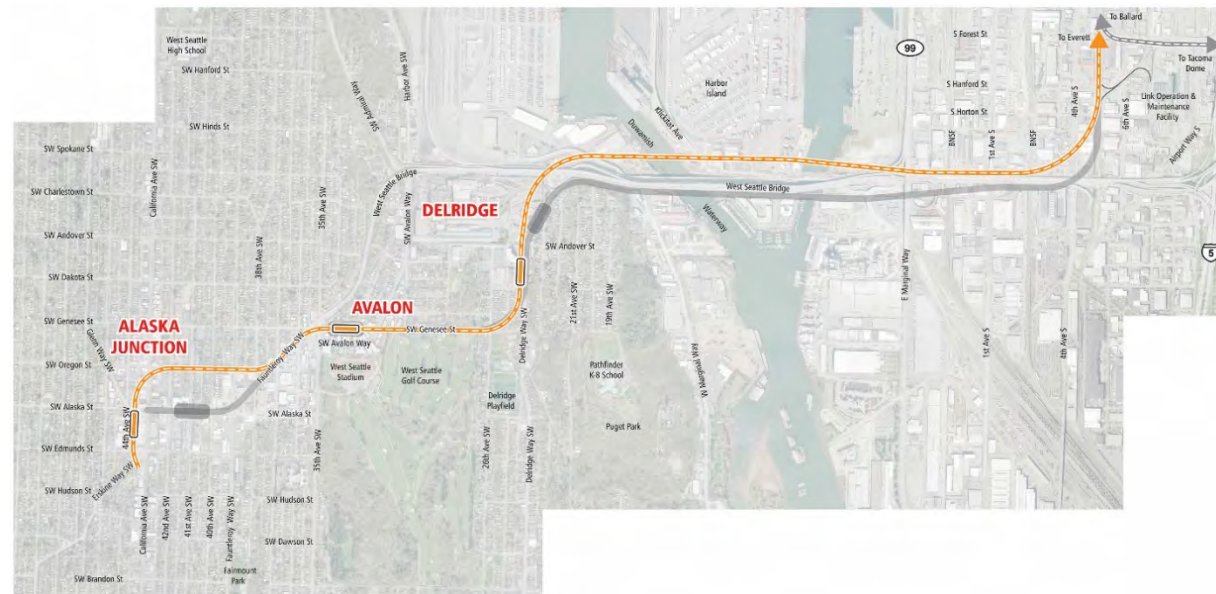 West Seattle
High School
SW Hanford St
SW Admiral Way
Harbor Ave SW
SW Hinds St
SW Spokane St
California Ave SW
SW Charlestown St
35th Ave SW
West Seattle Bridge
SW Avalon Way
DELRIDGE
SW Andover St
38th Ave SW
SW Dakota St
SW Genesee St
Glenn Way SW
ALASKA
JUNCTION
AVALON
Fauntleroy Way SW
SW Avalon Way
SW Genesee St
SW Oregon St
West Seattle
Stadium
West Seattle
Golf Course
SW Alaska St
SW Alaska St
44th Ave SW
SW Edmunds St
35th Ave SW
SW Hudson St
Erskine Way SW
California Ave SW
42nd Ave SW
41st Ave SW
40th Ave SW
Fauntleroy Way SW
SW Hudson St
SW Dawson St
SW Brandon St
Fairmount
Park
Delridge
Playfield
26th Ave SW
Delridge Way SW
Delridge Way SW
SW Andover St
21st Ave SW
19th Ave SW
Pathfinder
K-8 School
Puget Park
W Marginal Way
Duwamish
Waterway
Klickitat Ave
Harbor
Island
West Seattle Bridge
E Marginal Way
99
S Forest St
S Hanford St
S Horton St
BNSF
1st Ave S
BNSF
4th Ave S
6th Ave S
To Ballard
To Everett
To Tacoma
Dome
Link Operation &
Maintenance
Facility
Airport Way S
5
1st Ave S
4th Ave S